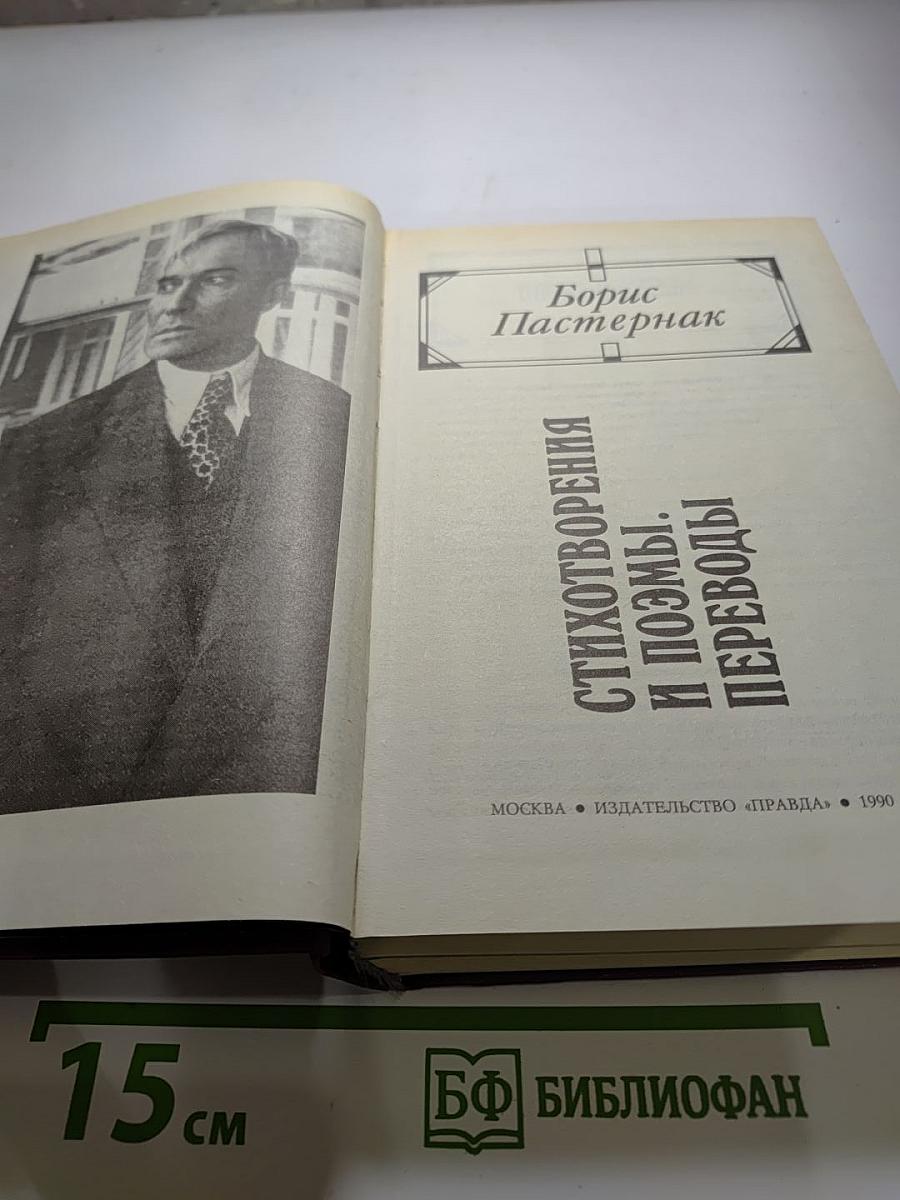 Борис
Пастернак
СТИХОТВОРЕНИЯ
И ПОЭМЫ.
ПЕРЕВОДЫ
МОСКВА • ИЗДАТЕЛЬСТВО «ПРАВДА» • 1990
15 см
БФ БИБЛИОФАН